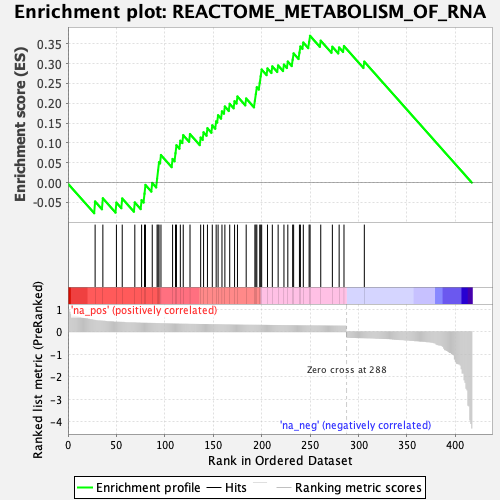 Enrichment plot: REACTOME_METABOLISM_OF_RNA
Enrichment score (ES)
0.35
0.30
0.25
0.20
0.15
0.10
0.05
0.00
-0.05
'na_pos' (positively correlated)
Ranked list metric (PreRanked)
1
0
-1
-2
-3
-4
Zero cross at 288
'na_neg' (negatively correlated)
0 50 100 150 200 250 300 350 400
Rank in Ordered Dataset
Enrichment profile Hits Ranking metric scores